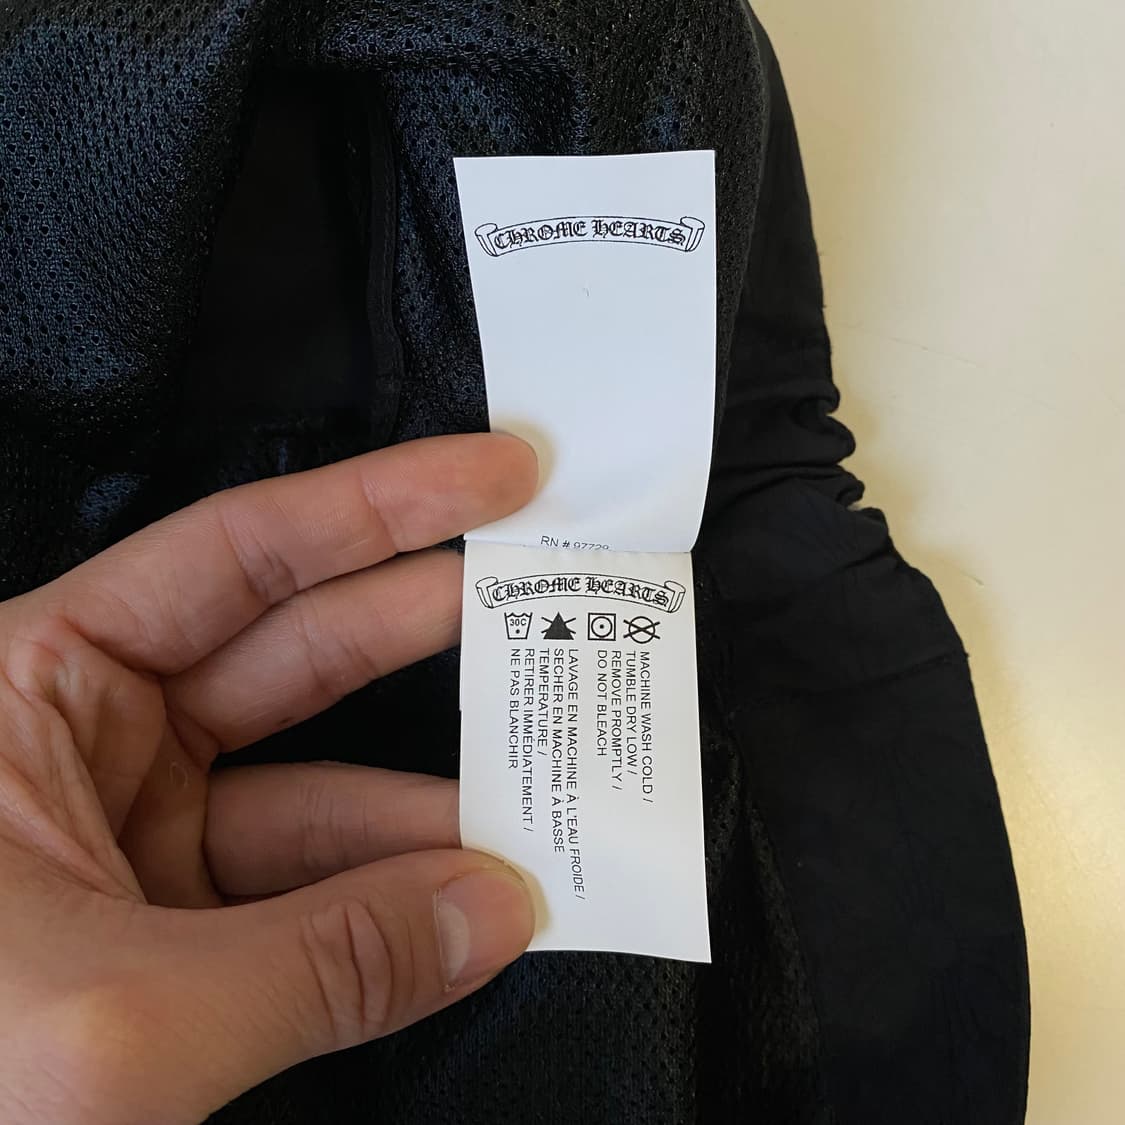 CHROME HEARTS
RN # 97729
CHROME HEARTS
30C
MACHINE WASH COLD /
TUMBLE DRY LOW /
REMOVE PROMPTLY /
DO NOT BLEACH
LAVAGE EN MACHINE À L'EAU FROIDE /
SECHER EN MACHINE À BASSE
TEMPERATURE /
RETIRER IMMÉDIATEMENT /
NE PAS BLANCHIR